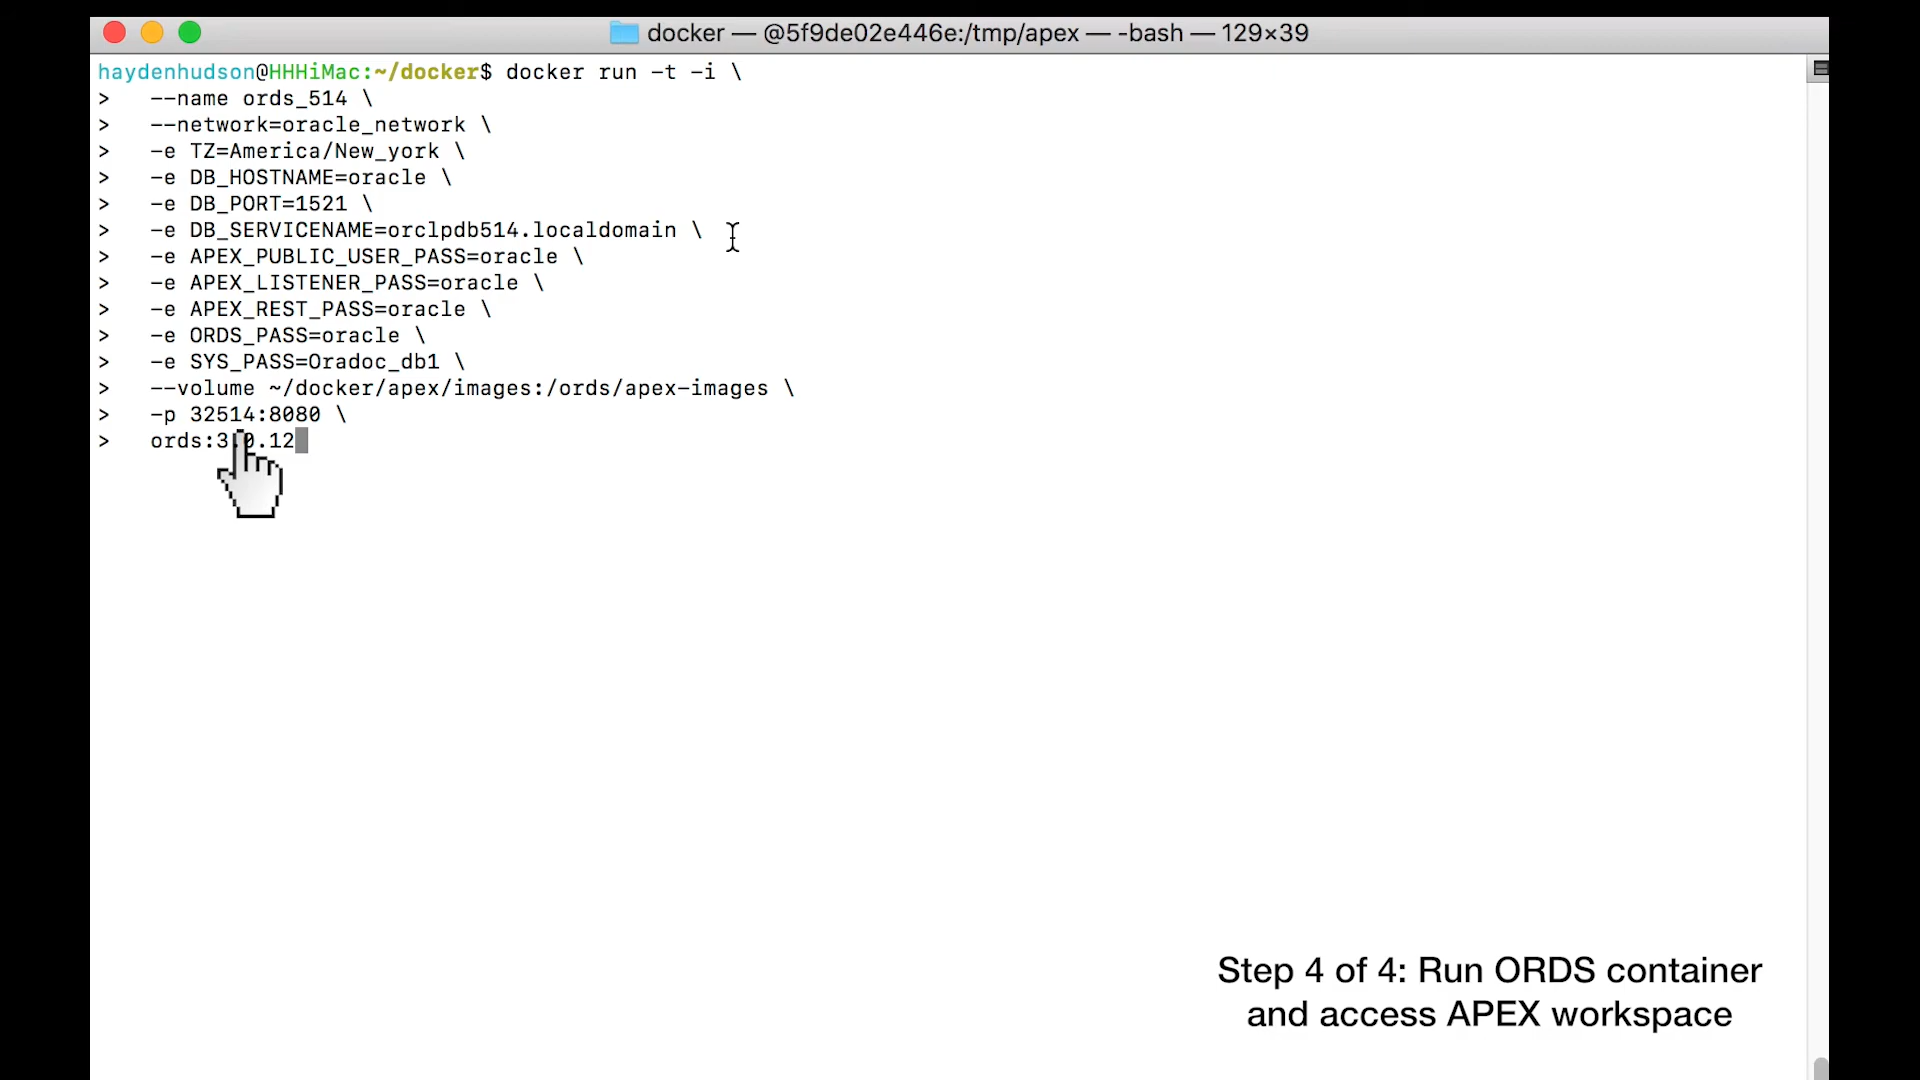 docker — @5f9de02e446e:/tmp/apex — -bash — 129×39
haydenhudson@HHHiMac:~/docker$ docker run -t -i \
>   --name ords_514 \
>   --network=oracle_network \
>   -e TZ=America/New_york \
>   -e DB_HOSTNAME=oracle \
>   -e DB_PORT=1521 \
>   -e DB_SERVICENAME=orclpdb514.localdomain \
>   -e APEX_PUBLIC_USER_PASS=oracle \
>   -e APEX_LISTENER_PASS=oracle \
>   -e APEX_REST_PASS=oracle \
>   -e ORDS_PASS=oracle \
>   -e SYS_PASS=Oradoc_db1 \
>   --volume ~/docker/apex/images:/ords/apex-images \
>   -p 32514:8080 \
>   ords:3.0.12
Step 4 of 4: Run ORDS container
and access APEX workspace